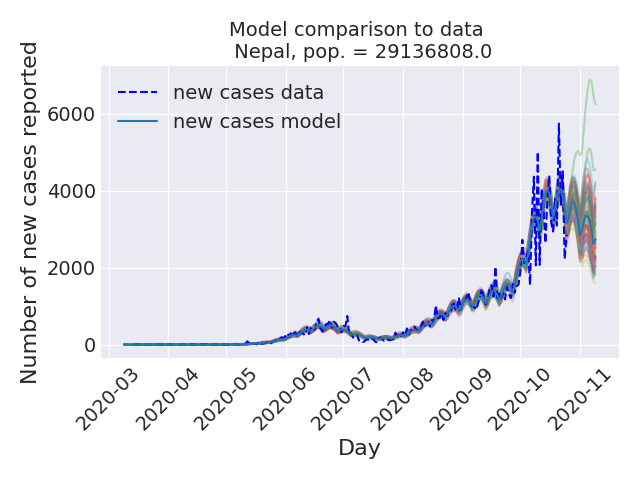 Model comparison to data
Nepal, pop. = 29136808.0
new cases data
new cases model
Number of new cases reported
6000
4000
2000
0
2020-03
2020-04
2020-05
2020-06
2020-07
2020-08
2020-09
2020-10
2020-11
Day